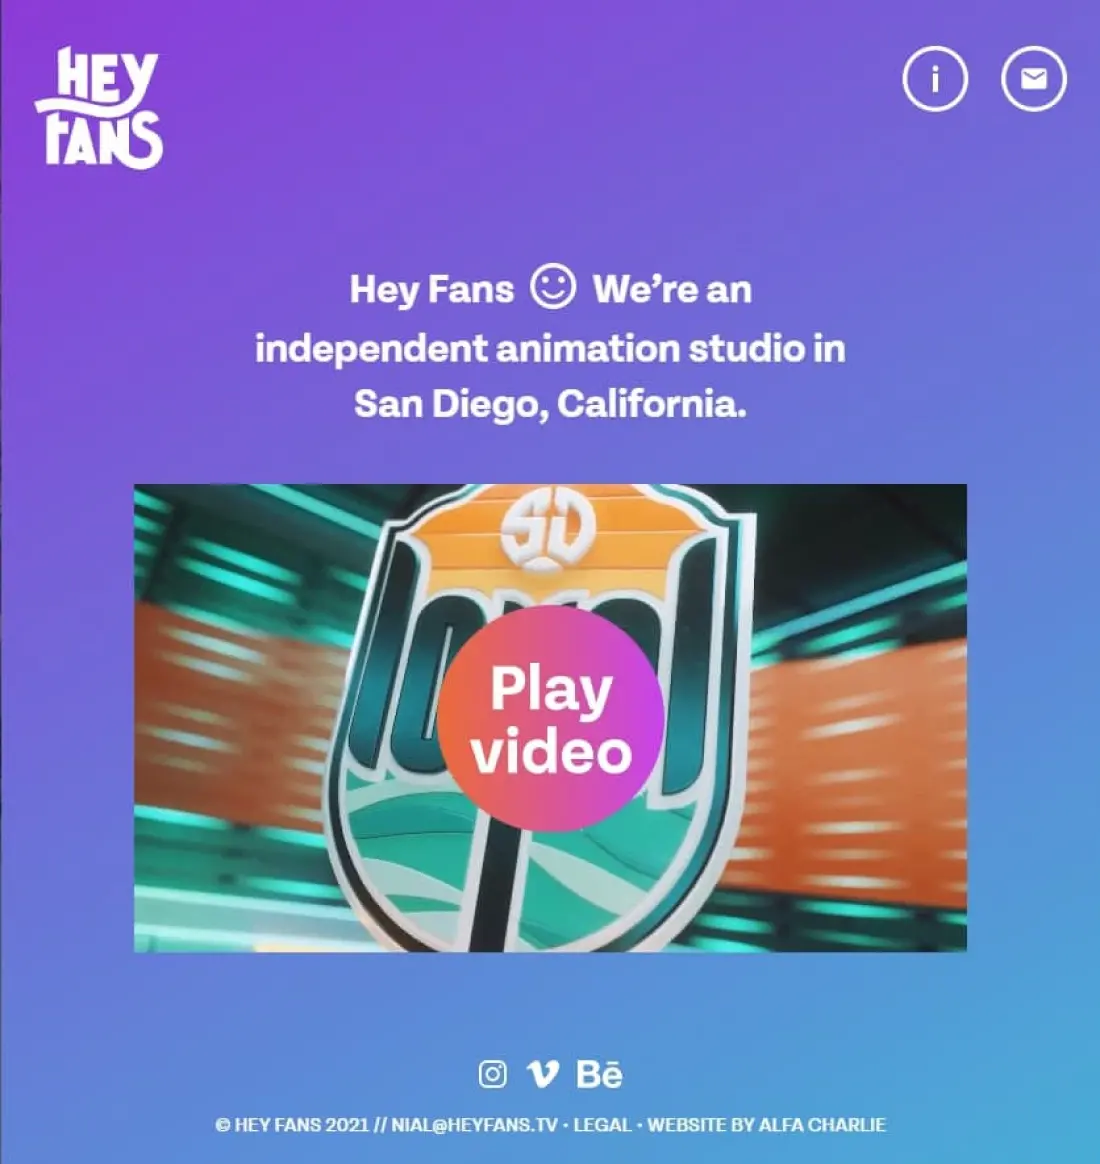 HEY
FANS
i
Hey Fans We're an
independent animation studio in
San Diego, California.
SD
Play
video
Bē
© HEY FANS 2021 // NIAL@HEYFANS.TV • LEGAL • WEBSITE BY ALFA CHARLIE